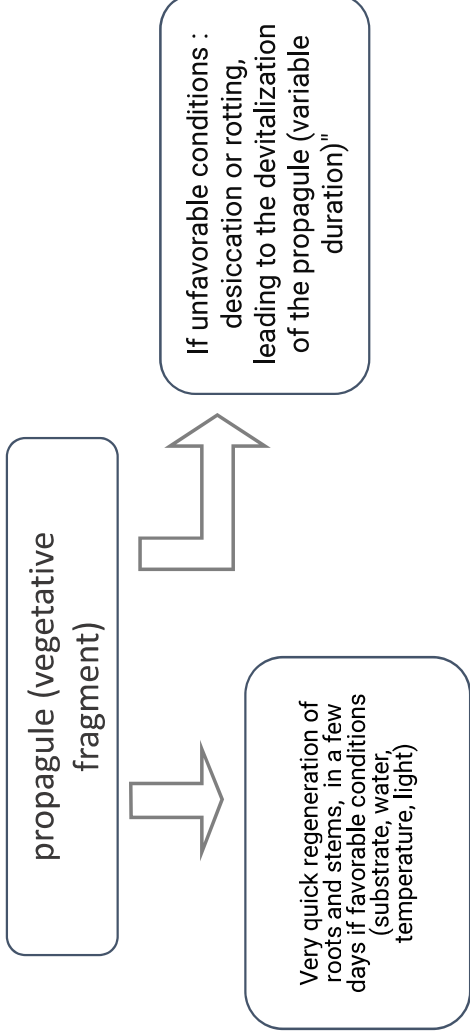 propagule (vegetative
fragment)
Very quick regeneration of
roots and stems, in a few
days if favorable conditions
(substrate, water,
temperature, light)
If unfavorable conditions :
desiccation or rotting,
leading to the devitalization
of the propagule (variable
duration)"